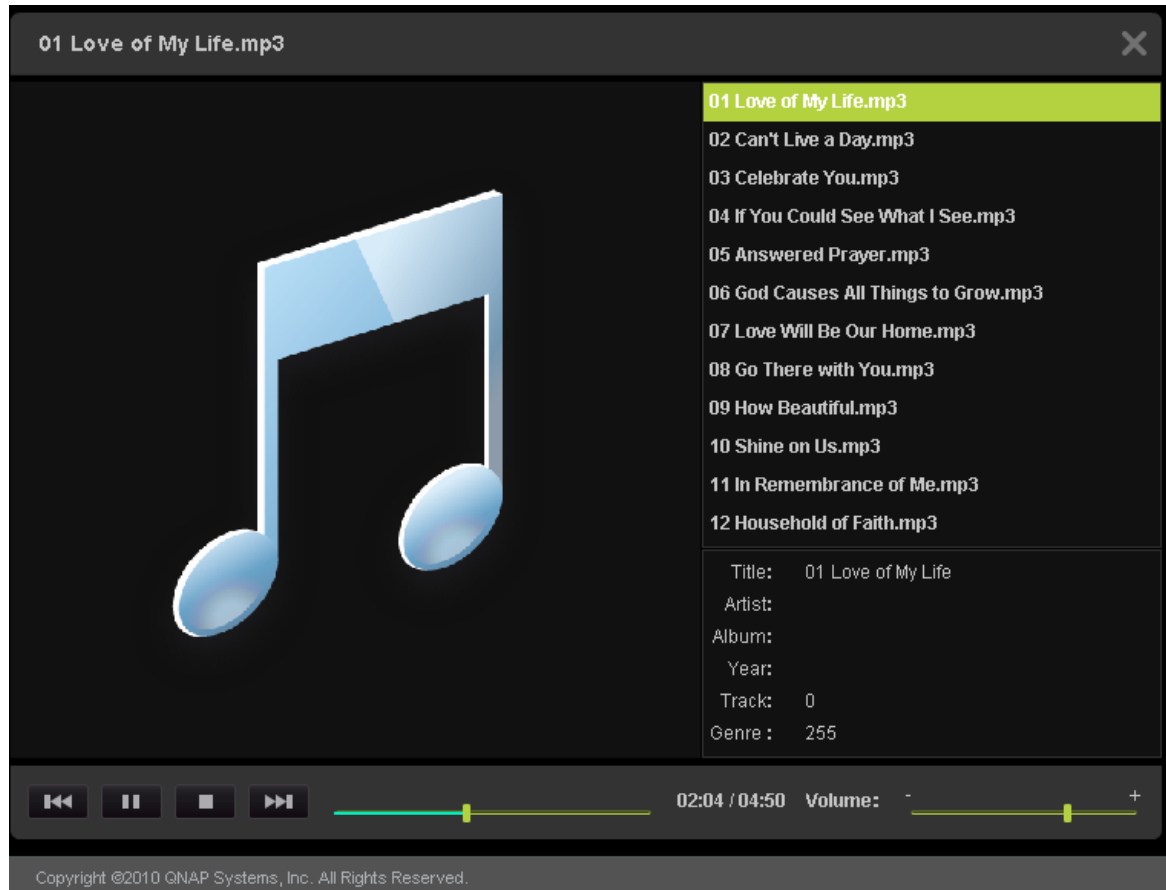 01 Love of My Life.mp3
01 Love of My Life.mp3
02 Can't Live a Day.mp3
03 Celebrate You.mp3
04 If You Could See What I See.mp3
05 Answered Prayer.mp3
06 God Causes All Things to Grow.mp3
07 Love Will Be Our Home.mp3
08 Go There with You.mp3
09 How Beautiful.mp3
10 Shine on Us.mp3
11 In Remembrance of Me.mp3
12 Household of Faith.mp3
Title: 01 Love of My Life
Artist:
Album:
Year:
Track: 0
Genre : 255
02:04 / 04:50 Volume: - +
Copyright ©2010 QNAP Systems, Inc. All Rights Reserved.